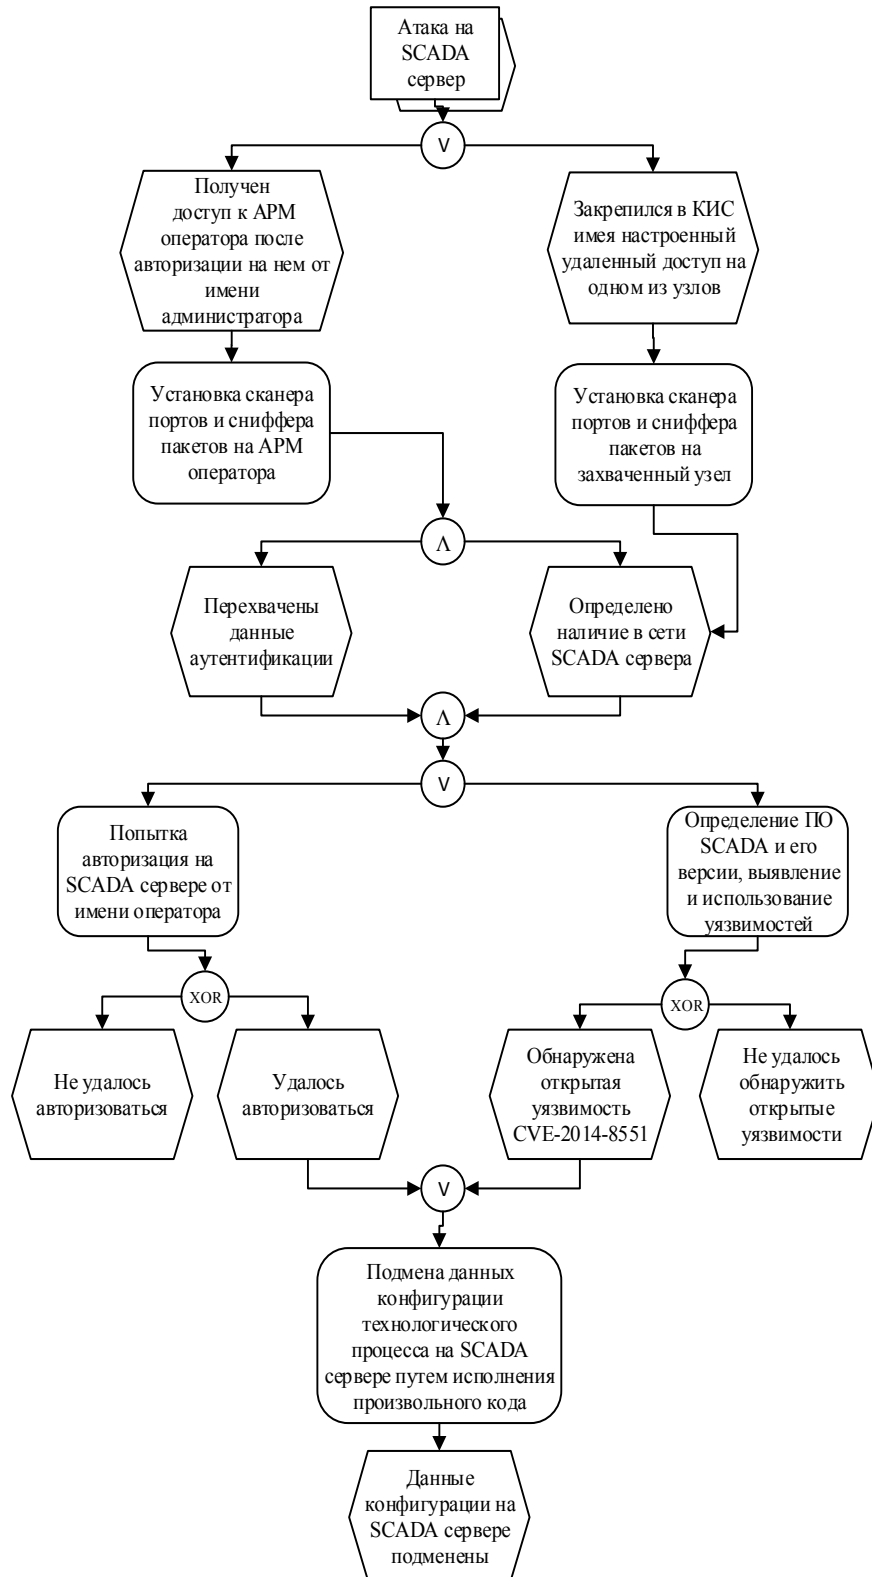 Атака на
SCADA
сервер
V
Получен
доступ к АРМ
оператора после
авторизации на нем от
имени
администратора
Закрепился в КИС
имея настроенный
удаленный доступ на
одном из узлов
Установка сканера
портов и сниффера
пакетов на АРМ
оператора
Установка сканера
портов и сниффера
пакетов на
захваченный узел
Λ
Перехвачены
данные
аутентификации
Определено
наличие в сети
SCADA сервера
Λ
V
Попытка
авторизация на
SCADA сервере от
имени оператора
Определение ПО
SCADA и его
версии, выявление
и использование
уязвимостей
XOR
XOR
Не удалось
авторизоваться
Удалось
авторизоваться
Обнаружена
открытая
уязвимость
CVE-2014-8551
Не удалось
обнаружить
открытые
уязвимости
V
Подмена данных
конфигурации
технологического
процесса на SCADA
сервере путем исполнения
произвольного кода
Данные
конфигурации на
SCADA сервере
подменены